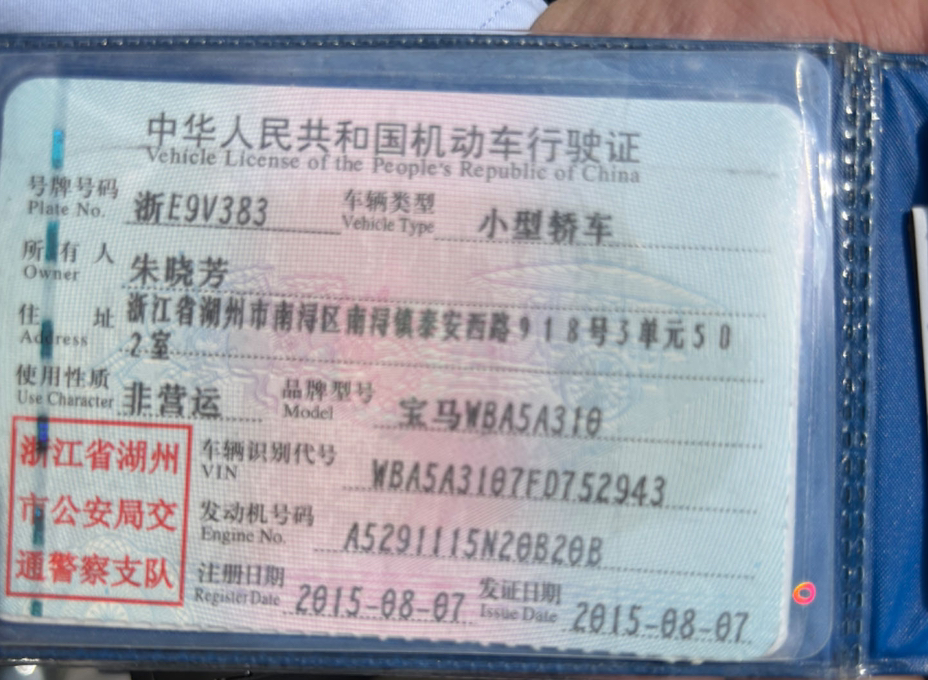 中华人民共和国机动车行驶证
Vehicle License of the People's Republic of China
号牌号码 浙E9V383 车辆类型 小型轿车
Plate No. Vehicle Type
所有人 朱晓芳
Owner
住址 浙江省湖州市南浔区南浔镇泰安西路918号3单元50
Address 2室
使用性质 非营运 品牌型号 宝马WBA5A310
Use Character Model
浙江省湖州
市公安局交
通警察支队
车辆识别代号 WBA5A3107FD752943
VIN
发动机号码 A5291115N20B20B
Engine No.
注册日期 2015-08-07 发证日期 2015-08-07
Register Date Issue Date